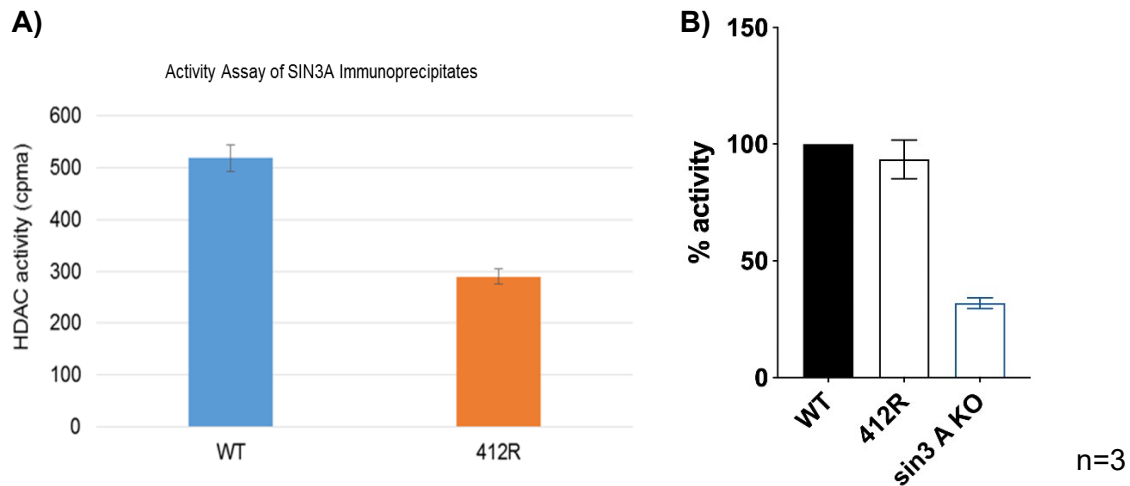 A)
Activity Assay of SIN3A Immunoprecipitates
HDAC activity (cpma)
600
500
400
300
200
100
0
WT
412R
B)
% activity
150
100
50
0
WT
412R
sin3 A KO
n=3